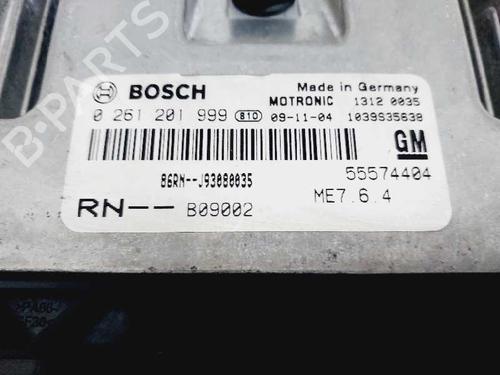 B-PARTS
BOSCH
Made in Germany
MOTRONIC 1312 0035
0 261 201 999 810 09-11-04 1039S35638
GM
86RN--J93080035
55574404
RN-- B09002
ME7.6.4